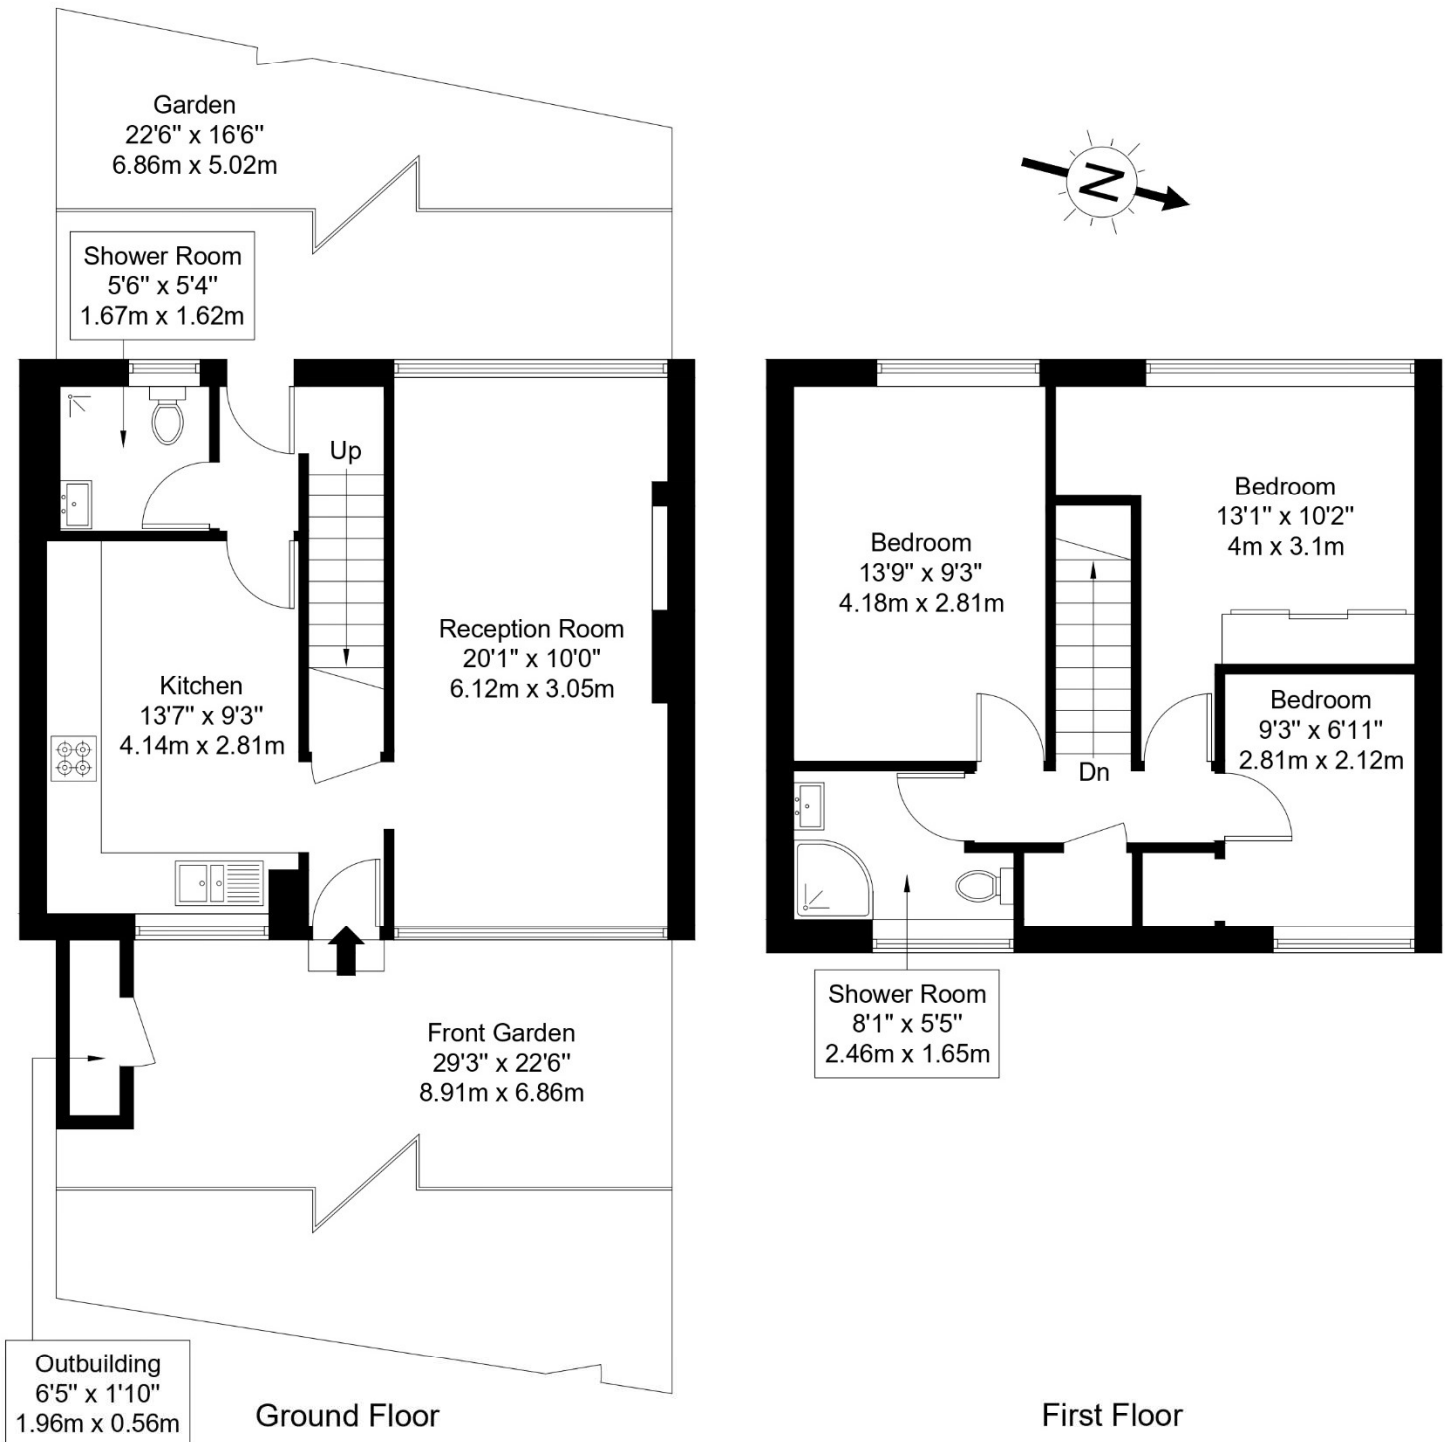 Garden
22'6" x 16'6"
6.86m x 5.02m
N
Shower Room
5'6" x 5'4"
1.67m x 1.62m
Up
Reception Room
20'1" x 10'0"
6.12m x 3.05m
Kitchen
13'7" x 9'3"
4.14m x 2.81m
Front Garden
29'3" x 22'6"
8.91m x 6.86m
Outbuilding
6'5" x 1'10"
1.96m x 0.56m
Ground Floor
Bedroom
13'1" x 10'2"
4m x 3.1m
Bedroom
13'9" x 9'3"
4.18m x 2.81m
Bedroom
9'3" x 6'11"
2.81m x 2.12m
Dn
Shower Room
8'1" x 5'5"
2.46m x 1.65m
First Floor